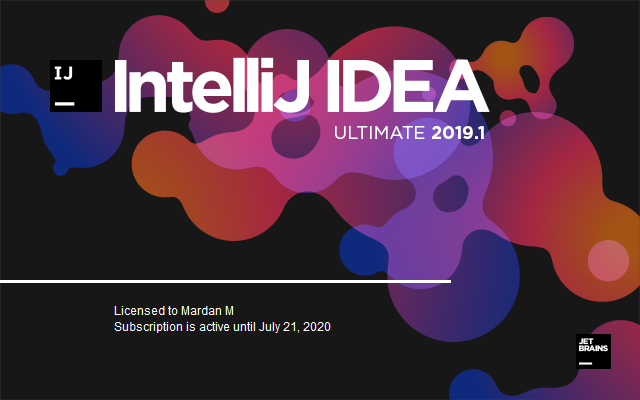 IJ
IntelliJ IDEA
ULTIMATE 2019.1
Licensed to Mardan M
Subscription is active until July 21, 2020
JET
BRAINS